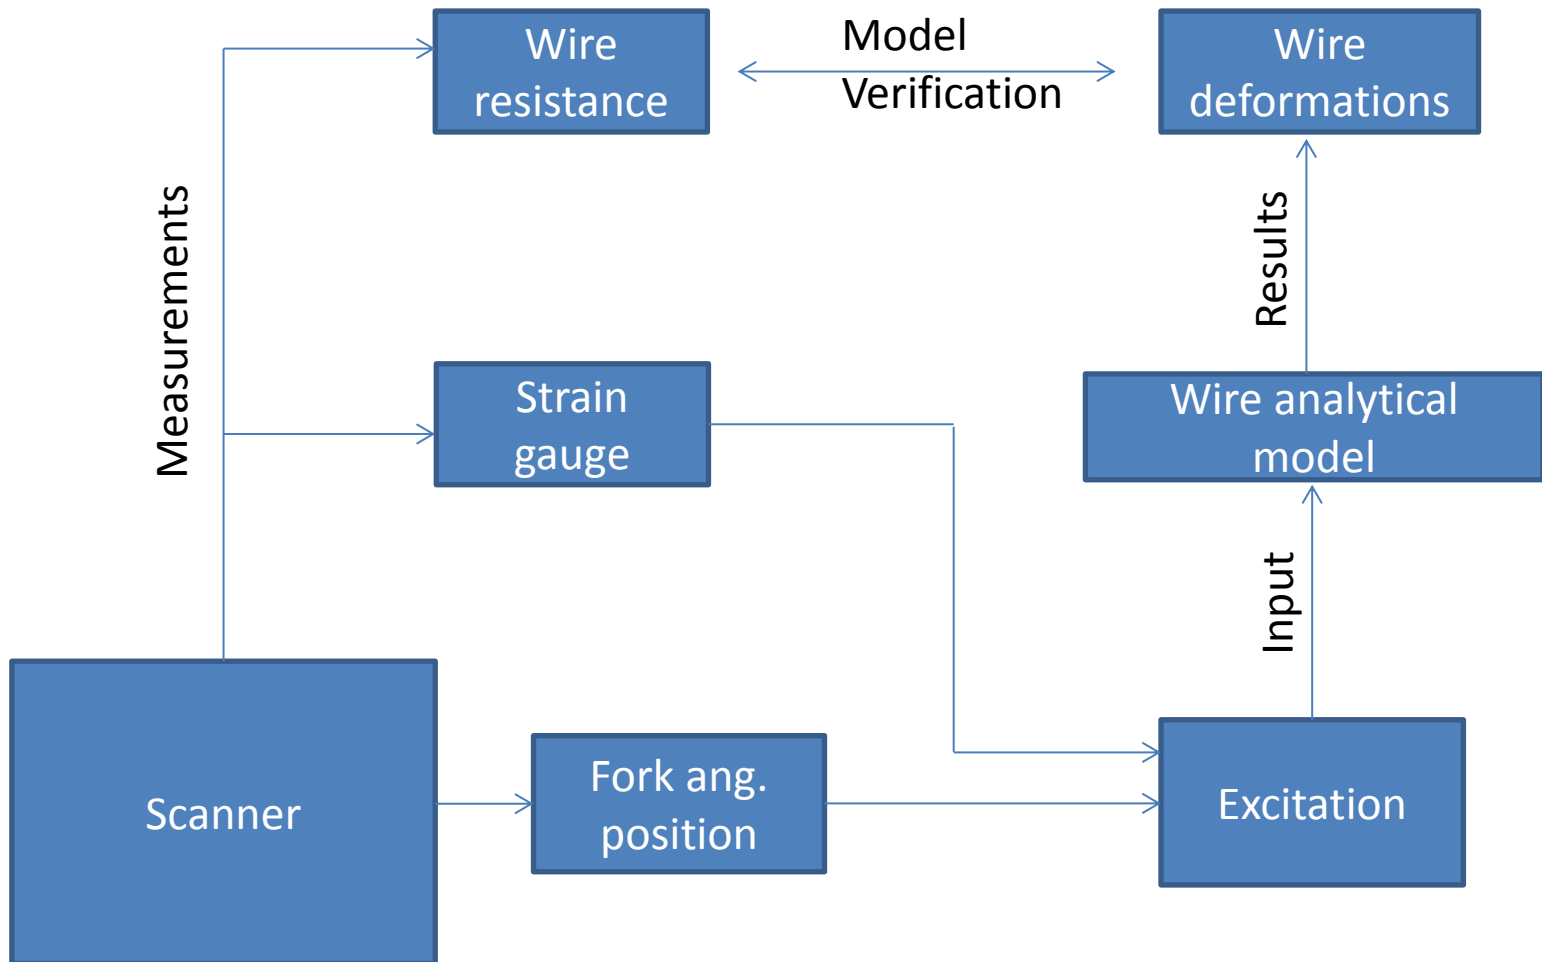 Wire
resistance
Model
Verification
Wire
deformations
Measurements
Results
Strain
gauge
Wire analytical
model
Input
Scanner
Fork ang.
position
Excitation